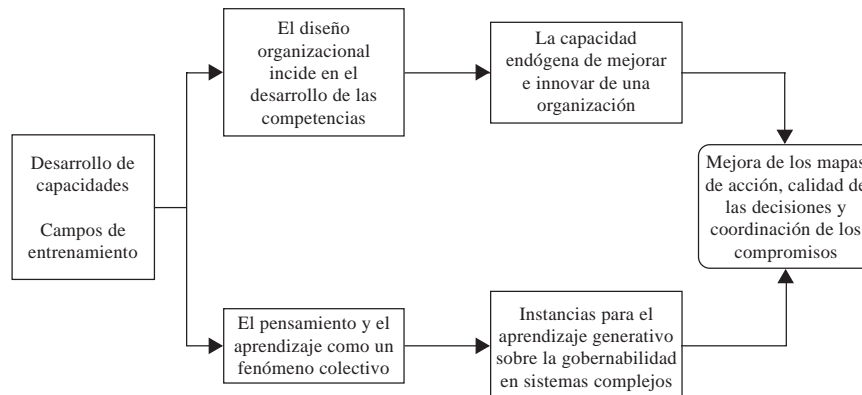 Desarrollo de
capacidades
Campos de
entrenamiento
El diseño
organizacional
incide en el
desarrollo de las
competencias
La capacidad
endógena de mejorar
e innovar de una
organización
El pensamiento y el
aprendizaje como un
fenómeno colectivo
Instancias para el
aprendizaje generativo
sobre la gobernabilidad
en sistemas complejos
Mejora de los mapas
de acción, calidad de
las decisiones y
coordinación de los
compromisos